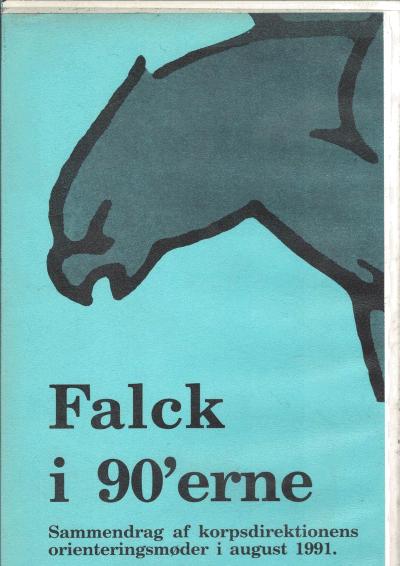 Falck
i 90'erne
Sammendrag af korpsdirektionens
orienteringsmøder i august 1991.